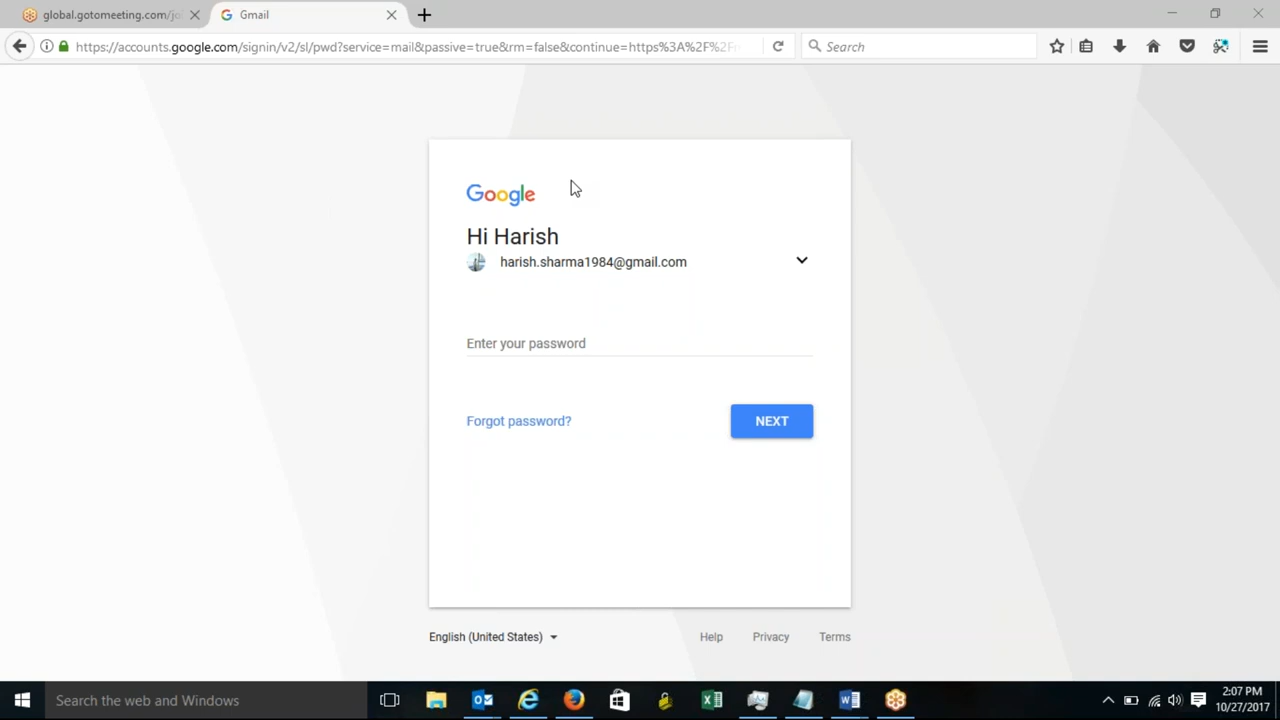 global.gotomeeting.com/jo
Gmail
https://accounts.google.com/signin/v2/sl/pwd?service=mail&passive=true&rm=false&continue=https%3A%2F%2F
Search
Google
Hi Harish
harish.sharma1984@gmail.com
Enter your password
Forgot password?
NEXT
English (United States)
Help
Privacy
Terms
Search the web and Windows
2:07 PM
10/27/2017